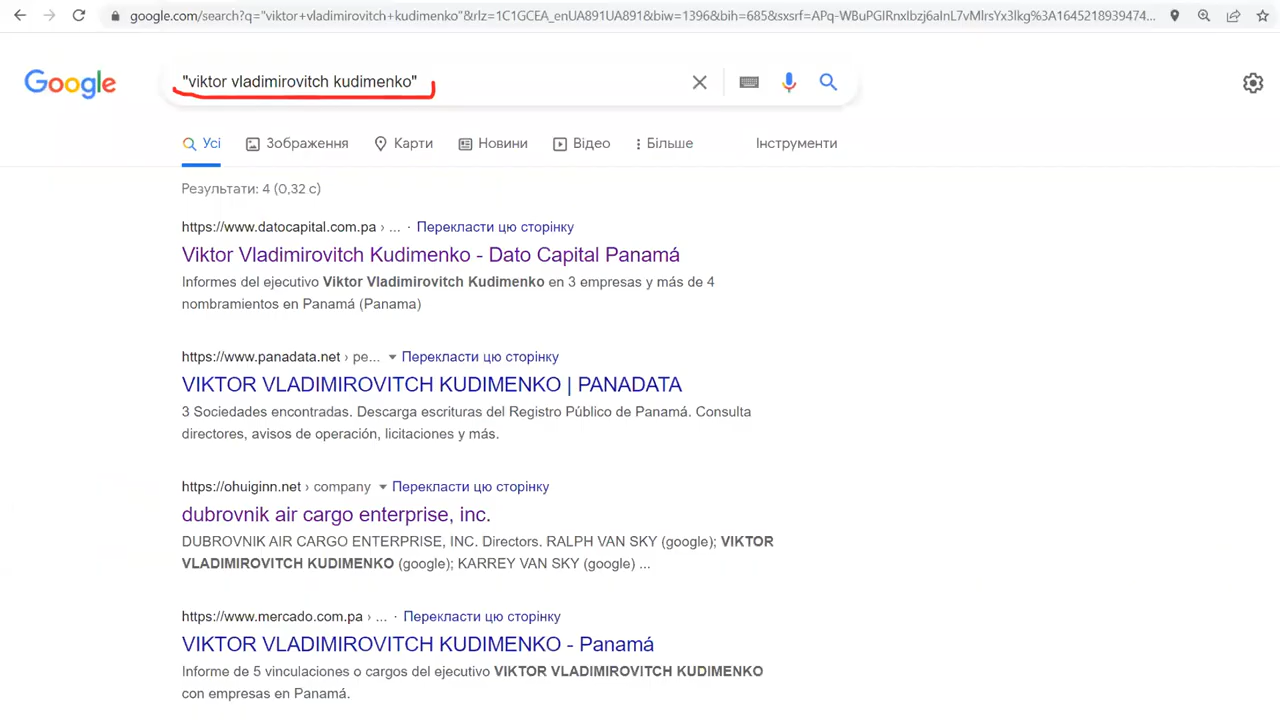 google.com/search?q="viktor+vladimirovitch+kudimenko"&rlz=1C1GCEA_enUA891UA891&biw=1396&bih=685&sxsrf=APq-WBuPGIRnxIbzj6aInL7vMlrsYx3lkg%3A1645218939474...
Google
"viktor vladimirovitch kudimenko"
Усі Зображення Карти Новини Відео Більше Інструменти
Результати: 4 (0,32 с)
https://www.datocapital.com.pa › ... · Перекласти цю сторінку
Viktor Vladimirovitch Kudimenko - Dato Capital Panamá
Informes del ejecutivo Viktor Vladimirovitch Kudimenko en 3 empresas y más de 4
nombramientos en Panamá (Panama)
https://www.panadata.net › pe... Перекласти цю сторінку
VIKTOR VLADIMIROVITCH KUDIMENKO | PANADATA
3 Sociedades encontradas. Descarga escrituras del Registro Público de Panamá. Consulta
directores, avisos de operación, licitaciones y más.
https://ohuiginn.net › company Перекласти цю сторінку
dubrovnik air cargo enterprise, inc.
DUBROVNIK AIR CARGO ENTERPRISE, INC. Directors. RALPH VAN SKY (google); VIKTOR
VLADIMIROVITCH KUDIMENKO (google); KARREY VAN SKY (google) ...
https://www.mercado.com.pa › ... · Перекласти цю сторінку
VIKTOR VLADIMIROVITCH KUDIMENKO - Panamá
Informe de 5 vinculaciones o cargos del ejecutivo VIKTOR VLADIMIROVITCH KUDIMENKO
con empresas en Panamá.